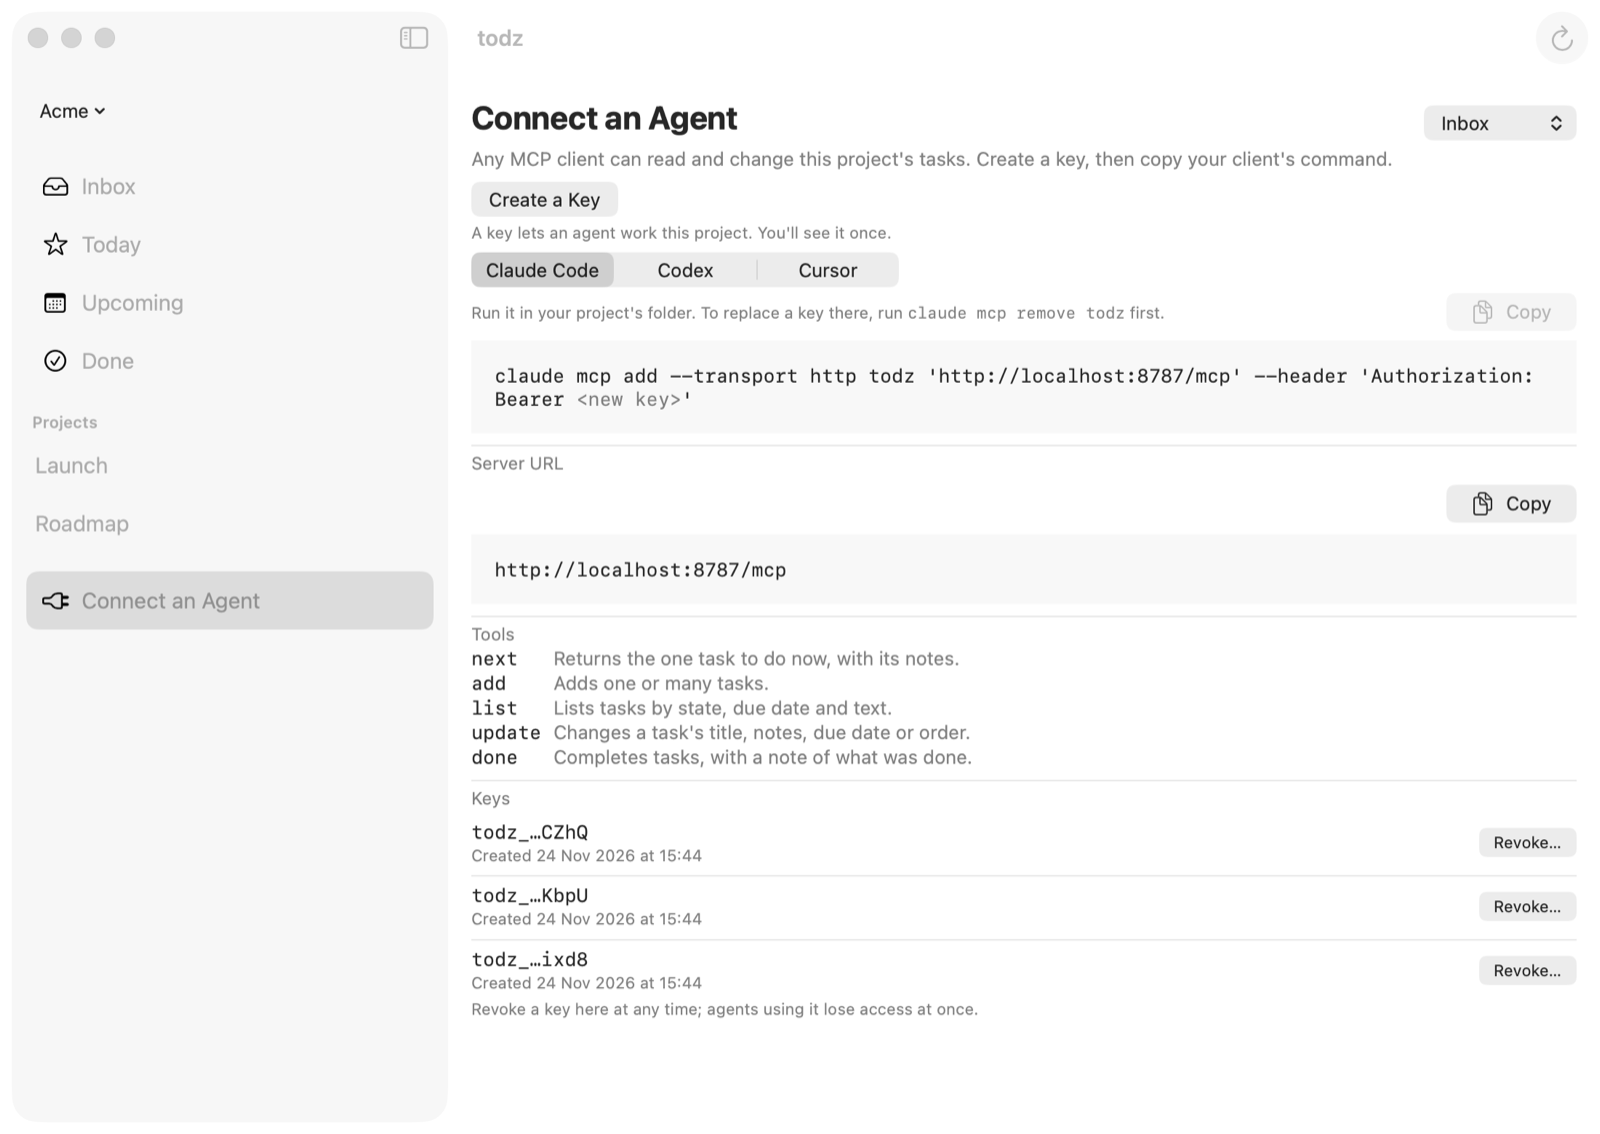 todz
Acme
Inbox
Today
Upcoming
Done
Projects
Launch
Roadmap
Connect an Agent
Connect an Agent
Inbox
Any MCP client can read and change this project's tasks. Create a key, then copy your client's command.
Create a Key
A key lets an agent work this project. You'll see it once.
Claude Code
Codex
Cursor
Run it in your project's folder. To replace a key there, run claude mcp remove todz first.
Copy
claude mcp add --transport http todz 'http://localhost:8787/mcp' --header 'Authorization:
Bearer <new key>'
Server URL
Copy
http://localhost:8787/mcp
Tools
next Returns the one task to do now, with its notes.
add Adds one or many tasks.
list Lists tasks by state, due date and text.
update Changes a task's title, notes, due date or order.
done Completes tasks, with a note of what was done.
Keys
todz_…CZhQ
Created 24 Nov 2026 at 15:44
Revoke…
todz_…KbpU
Created 24 Nov 2026 at 15:44
Revoke…
todz_…ixd8
Created 24 Nov 2026 at 15:44
Revoke…
Revoke a key here at any time; agents using it lose access at once.